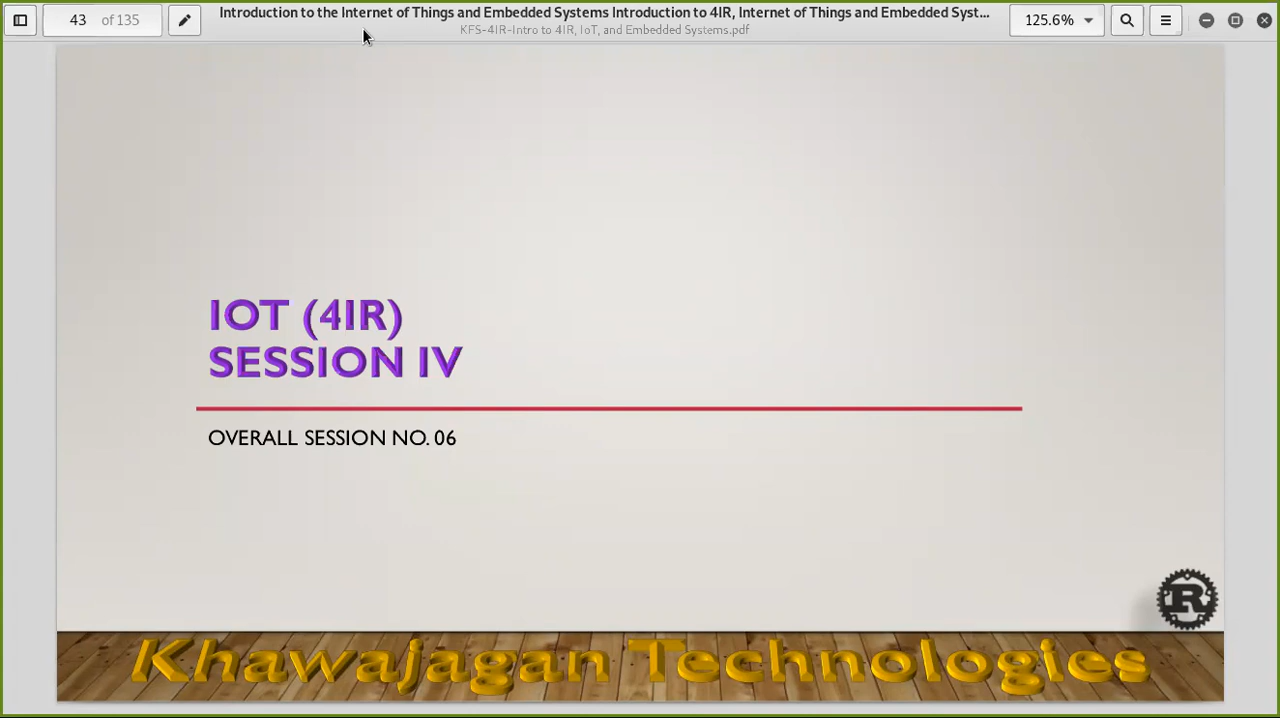 43 of 135
Introduction to the Internet of Things and Embedded Systems Introduction to 4IR, Internet of Things and Embedded Syst...
KFS-4IR-Intro to 4IR, IoT, and Embedded Systems.pdf
125.6%
IOT (4IR)
SESSION IV
OVERALL SESSION NO. 06
R
Khawajagan Technologies